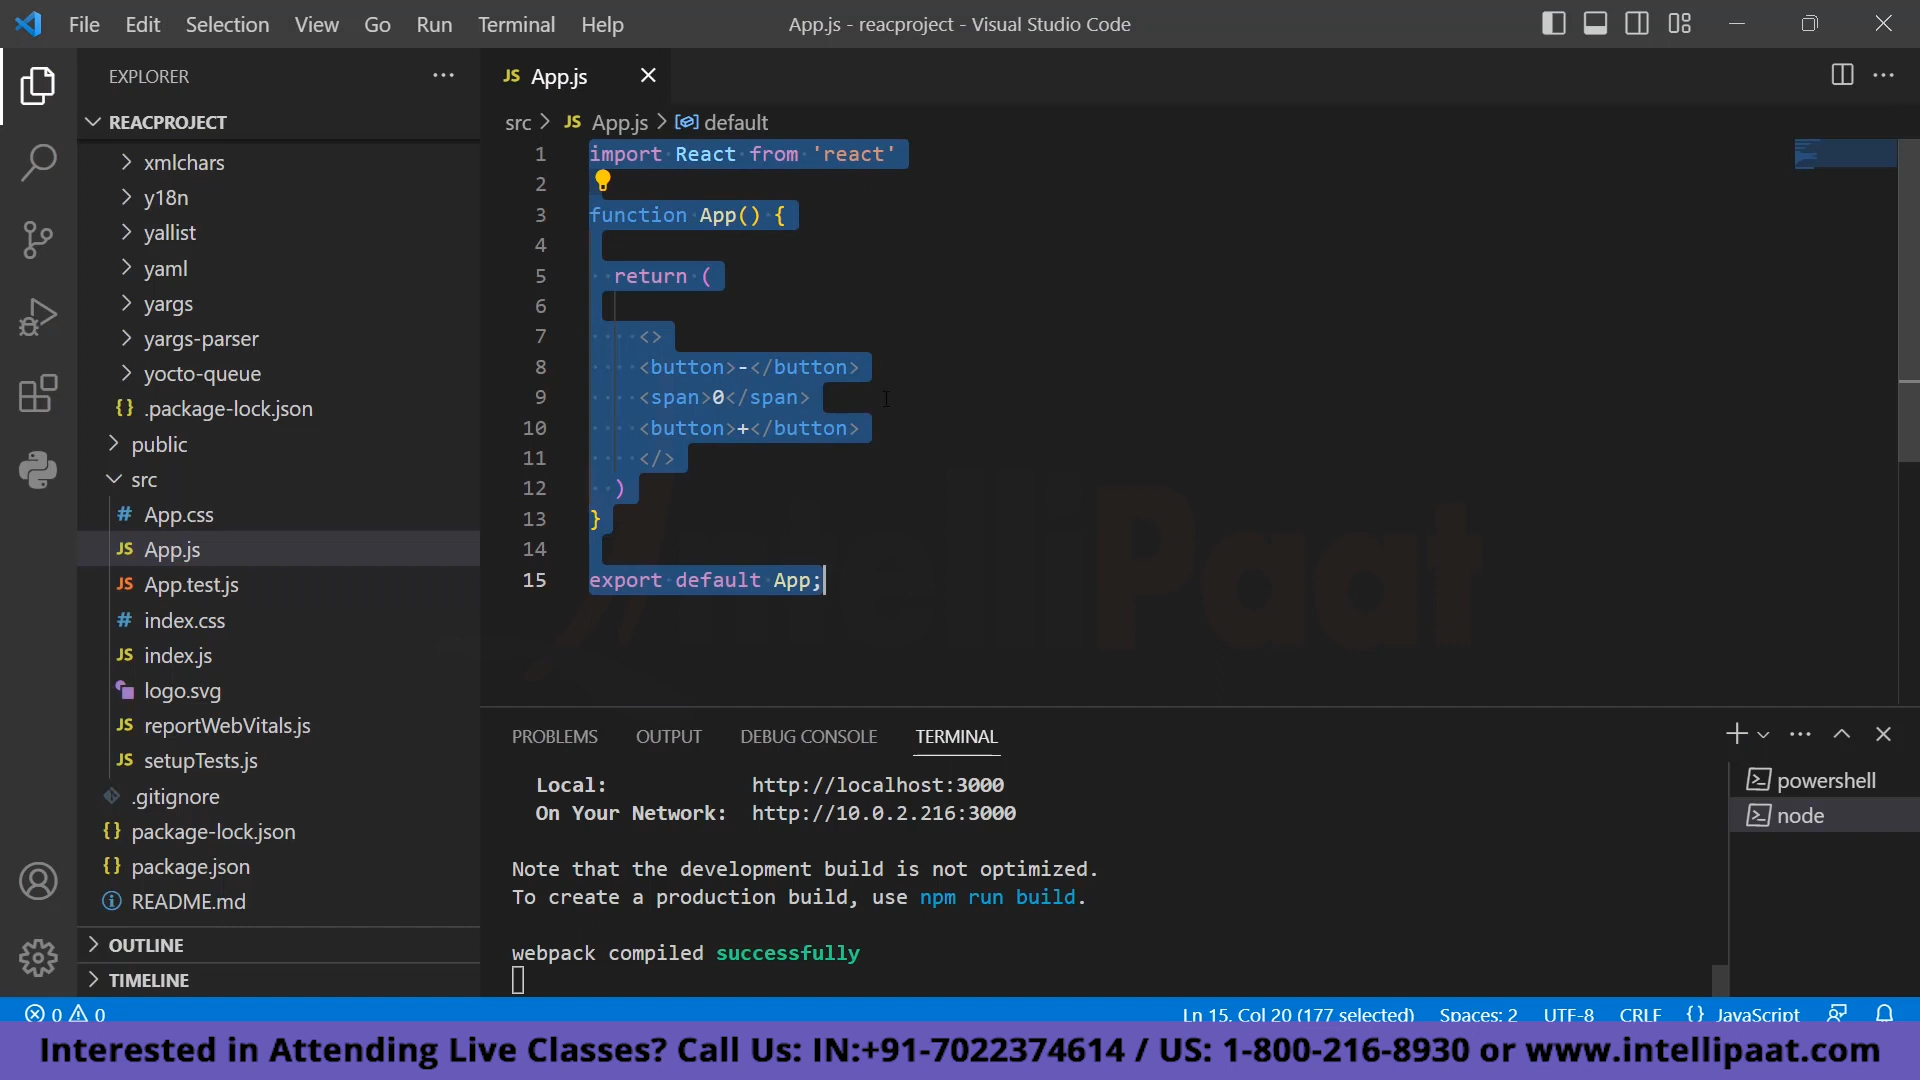 File Edit Selection View Go Run Terminal Help
App.js - reacproject - Visual Studio Code
EXPLORER
REACPROJECT
xmlchars
y18n
yallist
yaml
yargs
yargs-parser
yocto-queue
{} .package-lock.json
public
src
# App.css
JS App.js
JS App.test.js
# index.css
JS index.js
logo.svg
JS reportWebVitals.js
JS setupTests.js
.gitignore
{} package-lock.json
{} package.json
README.md
OUTLINE
TIMELINE
JS App.js
src > JS App.js > default
1 import React from 'react'
2
3 function App() {
4
5 return (
6
7 <>
8 <button>-</button>
9 <span>0</span>
10 <button>+</button>
11 </>
12 )
13 }
14
15 export default App;
IntelliPaat
PROBLEMS OUTPUT DEBUG CONSOLE TERMINAL
Local: http://localhost:3000
On Your Network: http://10.0.2.216:3000
Note that the development build is not optimized.
To create a production build, use npm run build.
webpack compiled successfully
powershell
node
0 0
Ln 15, Col 20 (177 selected) Spaces: 2 UTF-8 CRLF {} JavaScript
Interested in Attending Live Classes? Call Us: IN:+91-7022374614 / US: 1-800-216-8930 or www.intellipaat.com